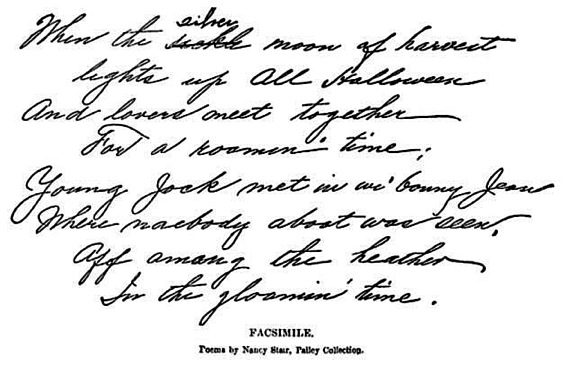 When the silver sickle moon of harvest
Lights up All Halloween
And lovers meet together
For a roamin' time;
Young Jock met in wi' bonny Jean
Where naebody aboot was seen,
Aff among the heather
In the gloamin' time.
FACSIMILE.
Poems by Nancy Stair, Palley Collection.